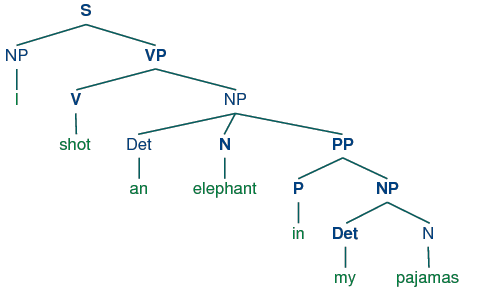 S
NP VP
I V NP
shot Det N PP
an elephant P NP
in Det N
my pajamas